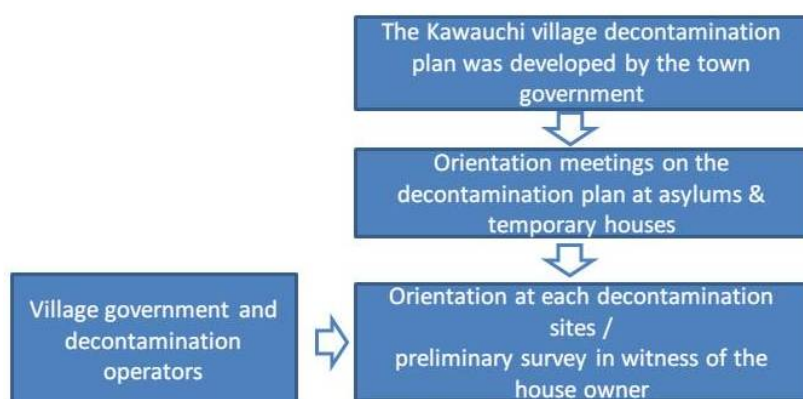 The Kawauchi village decontamination
plan was developed by the town
government
Orientation meetings on the
decontamination plan at asylums &
temporary houses
Village government and
decontamination
operators
Orientation at each decontamination
sites /
preliminary survey in witness of the
house owner